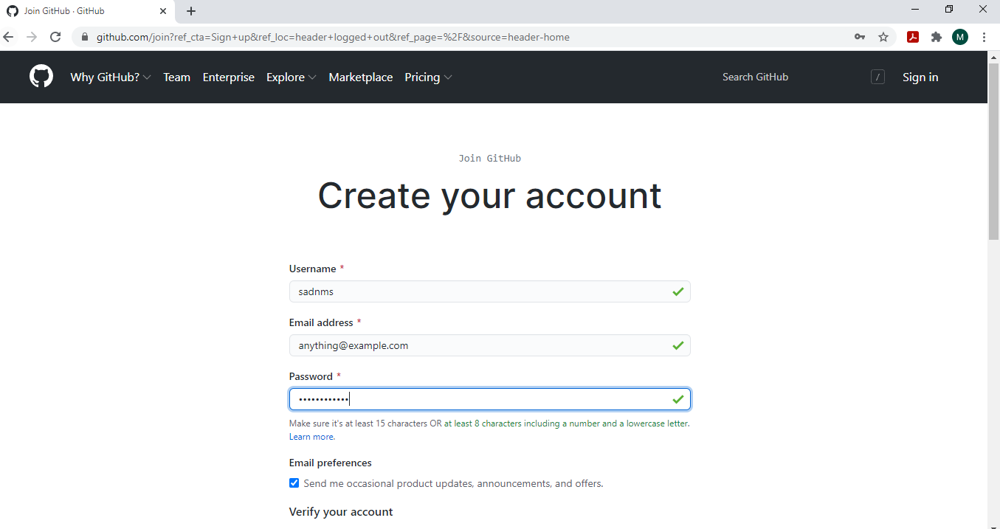 Join GitHub · GitHub
github.com/join?ref_cta=Sign+up&ref_loc=header+logged+out&ref_page=%2F&source=header-home
M
Why GitHub? Team Enterprise Explore Marketplace Pricing Search GitHub / Sign in
Join GitHub
Create your account
Username *
sadnms
Email address *
anything@example.com
Password *
••••••••••••
Make sure it's at least 15 characters OR at least 8 characters including a number and a lowercase letter.
Learn more.
Email preferences
Send me occasional product updates, announcements, and offers.
Verify your account